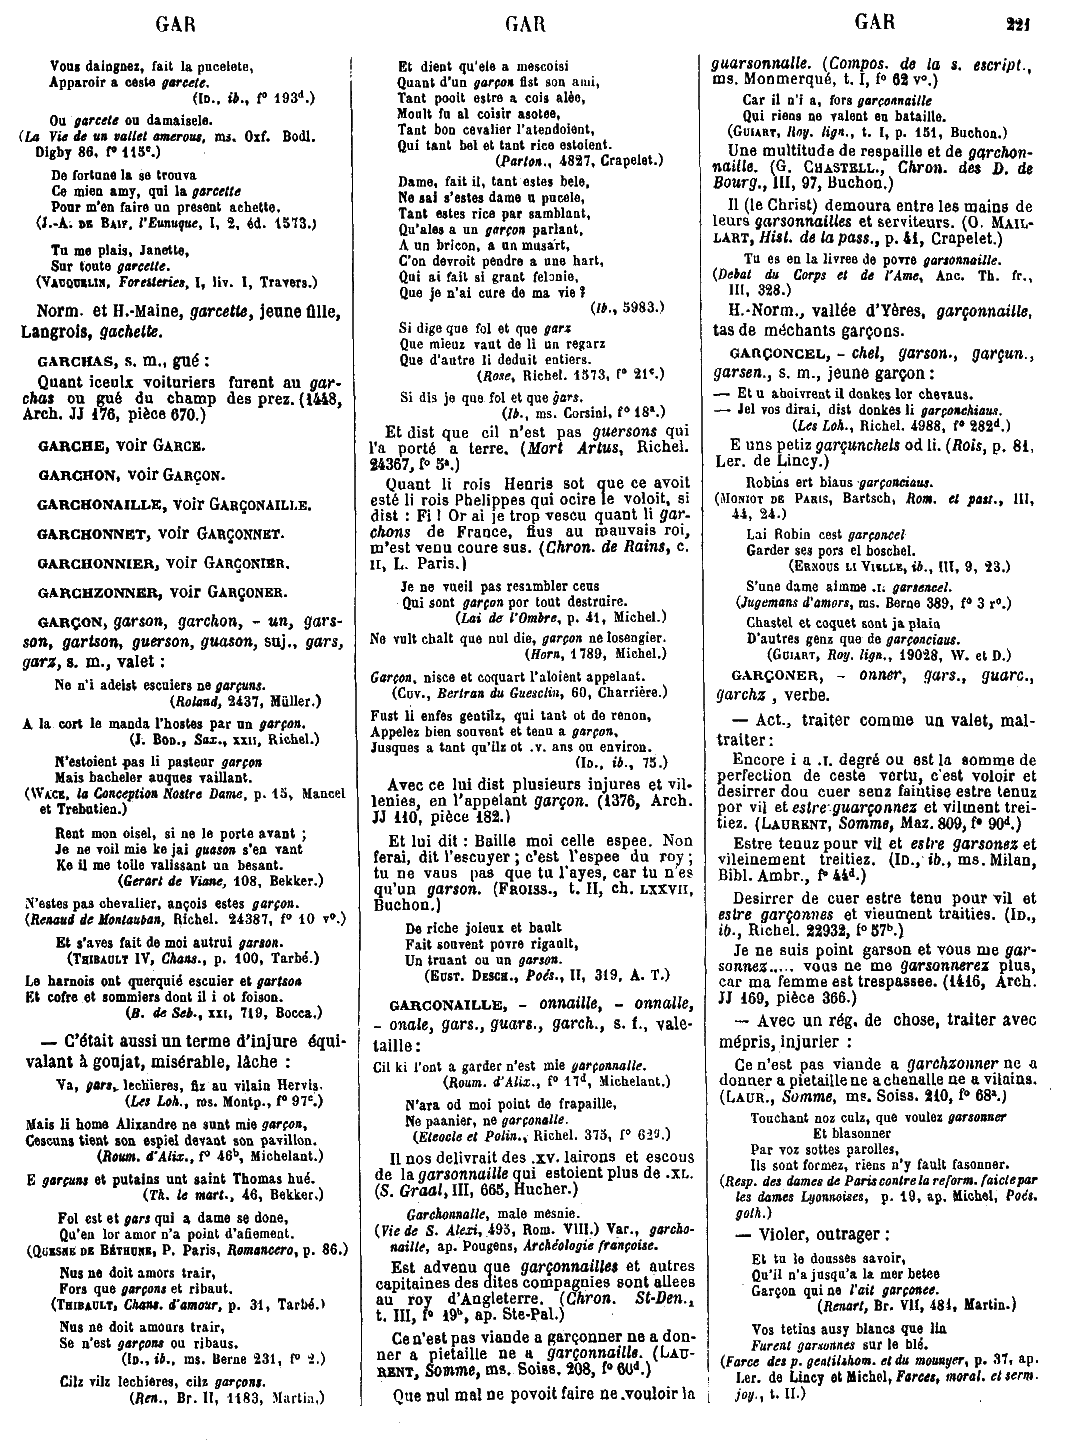 GAR
GAR
GAR
221
Vous daingnez, fait la pucelete,
Apparoir a ceste garcete.
(ID., ib., f° 193d.)
Ou garcete ou damaisele.
(La Vie de un vallet amerous, ms. Oxf. Bodl.
Digby 86, f° 115c.)
De fortune la se trouva
Ce mien amy, qui la garcette
Pour m'en faire un present achette.
(J.-A. DE BAIF, l'Eunuque, I, 2, éd. 1573.)
Tu me plais, Janette,
Sur toute garcette.
(VAUQUELIN, Foresteries, I, liv. I, Travers.)
Norm. et H.-Maine, garcette, jeune fille,
Langrois, gachette.
GARCHAS, s. m., gué :
Quant iceulx voituriers furent au gar-
chas ou gué du champ des prez. (1448,
Arch. JJ 176, pièce 670.)
GARCHE, voir GARCE.
GARCHON, voir GARÇON.
GARCHONAILLE, voir GARÇONAILLE.
GARCHONNET, voir GARÇONNET.
GARCHONNIER, voir GARÇONIER.
GARCHZONNER, voir GARÇONER.
GARÇON, garson, garchon, - un, gars-
son, gartson, guerson, guason, suj., gars,
garz, s. m., valet :
Ne n'i adeist escuiers ne garçuns.
(Roland, 2437, Müller.)
A la cort le manda l'hostes par un garçon.
(J. BOD., Sax., XXII, Richel.)
N'estoient pas li pasteur garçon
Mais bacheler auques vaillant.
(WACE, la Conception Nostre Dame, p. 15, Mancel
et Trebutien.)
Rent mon oisel, si ne le porte avant ;
Je ne voil mie ke jai guason s'en vant
Ke il me toile valissant un besant.
(Gerart de Viane, 108, Bekker.)
N'estes pas chevalier, ançois estes garçon.
(Renaud de Montauban, Richel. 24387, f° 10 v°.)
Et s'aves fait de moi autrui garson.
(THIBAULT IV, Chans., p. 100, Tarbé.)
Le harnois ont querquié escuier et gartson
Et cofre et sommiers dont il i ot foison.
(B. de Seb., XXI, 719, Bocca.)
— C'était aussi un terme d'injure équi-
valant à goujat, misérable, lâche :
Va, gars, lechieres, fiz au vilain Hervis.
(Les Loh., ms. Montp., f° 97c.)
Mais li home Alixandre ne sunt mie garçon,
Cescuns tient son espiel devant son pavillon.
(Roum. d'Alix., f° 46b, Michelant.)
E garçuns et putains unt saint Thomas hué.
(Th. le mart., 46, Bekker.)
Fol est et gars qui a dame se done,
Qu'en lor amor n'a point d'afiement.
(QUESNE DE BÉTHUNE, P. Paris, Romancero, p. 86.)
Nus ne doit amors trair,
Fors que garçons et ribaut.
(THIBAULT, Chans. d'amour, p. 31, Tarbé.)
Nus ne doit amours trair,
Se n'est garçons ou ribaus.
(ID., ib., ms. Berne 231, f° 2.)
Cilz vilz lechieres, cilz garçons.
(Ren., Br. II, 1183, Martin.)
Et dient qu'ele a mescoisi
Quant d'un garçon fist son ami,
Tant pooit estre a cois alée,
Moult fu al coisir asotee,
Tant bon cevalier l'atendoient,
Qui tant bel et tant rice estoient.
(Parton., 4827, Crapelet.)
Dame, fait il, tant estes bele,
Ne sai s'estes dame u pucele,
Tant estes rice par samblant,
Qu'ales a un garçon parlant,
A un bricon, a un musart,
C'on devroit pendre a une hart,
Qui ai fait si grant felonie,
Que je n'ai cure de ma vie ?
(Ib., 5983.)
Si dige que fol et que garz
Que mieuz vaut de li un regarz
Que d'autre li deduit entiers.
(Rose, Richel. 1573, f° 21c.)
Si dis je que fol et que gars.
(Ib., ms. Corsini, f° 18a.)
Et dist que cil n'est pas guersons qui
l'a porté a terre. (Mort Artus, Richel.
24367, f° 5a.)
Quant li rois Henris sot que ce avoit
esté li rois Phelippes qui ocire le voloit, si
dist : Fi ! Or ai je trop vescu quant li gar-
chons de France, fius au mauvais roi,
m'est venu coure sus. (Chron. de Rains, c.
II, L. Paris.)
Je ne vueil pas resambler ceus
Qui sont garçon por tout destruire.
(Lai de l'Ombre, p. 41, Michel.)
Ne vult chalt que nul die, garçon ne losengier.
(Horn, 1789, Michel.)
Garçon, nisce et coquart l'aloient appelant.
(CUV., Bertran du Guesclin, 60, Charrière.)
Fust li enfes gentilz, qui tant ot de renon,
Appelez bien souvent et tenu a garçon,
Jusques a tant qu'ilz ot .v. ans ou environ.
(ID., ib., 75.)
Avec ce lui dist plusieurs injures et vil-
lenies, en l'appelant garçon. (1376, Arch.
JJ 110, pièce 182.)
Et lui dit : Baille moi celle espee. Non
ferai, dit l'escuyer ; c'est l'espee du roy ;
tu ne vaus pas que tu l'ayes, car tu n'es
qu'un garson. (FROISS., t. II, ch. LXXVII,
Buchon.)
De riche joieux et bault
Fait souvent povre rigault,
Un truant ou un garson.
(EUST. DESCH., Poés., II, 319, A. T.)
GARCONAILLE, - onnaille, - onnalle,
- onale, gars., guars., garch., s. f., vale-
taille :
Cil ki l'ont a garder n'est mie garçonnalle.
(Roum. d'Alix., f° 17d, Michelant.)
N'ara od moi point de frapaille,
Ne paanier, ne garçonalle.
(Eteocle et Polin., Richel. 375, f° 629.)
Il nos delivrait des .XV. lairons et escous
de la garsonnaille qui estoient plus de .XL.
(S. Graal, III, 665, Hucher.)
Garchonnalle, male mesnie.
(Vie de S. Alexi, 495, Rom. VIII.) Var., garcho-
naille, ap. Pougens, Archéologie françoise.
Est advenu que garçonnailles et autres
capitaines des dites compagnies sont allees
au roy d'Angleterre. (Chron. St-Den.,
t. III, f° 19b, ap. Ste-Pal.)
Ce n'est pas viande a garçonner ne a don-
ner a pietaille ne a garçonnaille. (LAU-
RENT, Somme, ms. Soiss. 208, f° 60d.)
Que nul mal ne povoit faire ne vouloir la
guarsonnalle. (Compos. de la s. escript.,
ms. Monmerqué, t. I, f° 62 v°.)
Car il n'i a, fors garçonnaille
Qui riens ne valent en bataille.
(GUIART, Roy. lign., t. I, p. 151, Buchon.)
Une multitude de respaille et de garchon-
naille. (G. CHASTELL., Chron. des D. de
Bourg., III, 97, Buchon.)
Il (le Christ) demoura entre les mains de
leurs garsonnailles et serviteurs. (O. MAIL-
LART, Hist. de la pass., p. 41, Crapelet.)
Tu es en la livree de povre garsonnaille.
(Debat du Corps et de l'Ame, Anc. Th. fr.,
III, 328.)
H.-Norm., vallée d'Yères, garçonnaille,
tas de méchants garçons.
GARÇONCEL, - chel, garson., garçun.,
garsen., s. m., jeune garçon :
— Et u aboivrent il donkes lor chevaus.
— Jel vos dirai, dist donkes li garçonchiaus.
(Les Loh., Richel. 4988, f° 282d.)
E uns petiz garçunchels od li. (Rois, p. 81,
Ler. de Lincy.)
Robins ert biaus garçonciaus.
(MONIOT DE PARIS, Bartsch, Rom. et past., III,
44, 24.)
Lai Robin cest garçoncel
Garder ses pors el boschel.
(ERNOUS LI VIELLE, ib., III, 9, 23.)
S'une dame aimme .I. garsencel.
(Jugemans d'amors, ms. Berne 389, f° 3 r°.)
Chastel et coquet sont ja plain
D'autres genz que de garçonciaus.
(GUIART, Roy. lign., 19028, W. et D.)
GARÇONER, - onner, gars., guarc.,
garchz , verbe.
— Act., traiter comme un valet, mal-
traiter :
Encore i a .I. degré ou est la somme de
perfection de ceste vertu, c'est voloir et
desirrer dou cuer senz faintise estre tenuz
por vil et estre guarçonnez et vilment trei-
tiez. (LAURENT, Somme, Maz. 809, f° 90d.)
Estre tenuz pour vil et estre garsonez et
vileinement treitiez. (ID., ib., ms. Milan,
Bibl. Ambr., f° 44d.)
Desirrer de cuer estre tenu pour vil et
estre garçonnes et vieument traities. (ID.,
ib., Richel. 22932, f° 57b.)
Je ne suis point garson et vous me gar-
sonnez..... vous ne me garsonnerez plus,
car ma femme est trespassee. (1416, Arch.
JJ 169, pièce 366.)
— Avec un rég. de chose, traiter avec
mépris, injurier :
Ce n'est pas viande a garchzonner ne a
donner a pietaille ne a chenalle ne a vilains.
(LAUR., Somme, ms. Soiss. 210, f° 68a.)
Touchant noz culz, que voulez garsonner
Et blasonner
Par voz sottes parolles,
Ils sont formez, riens n'y fault fasonner.
(Resp. des dames de Paris contre la reform. faicte par
les dames Lyonnoises, p. 19, ap. Michel, Poés.
goth.)
— Violer, outrager :
Et tu le dousses savoir,
Qu'il n'a jusqu'a la mer betee
Garçon qui ne l'ait garçonee.
(Renart, Br. VII, 484, Martin.)
Vos tetins ausy blancs que lin
Furent garxonnes sur le blé.
(Farce des p. gentilshom. et du mounyer, p. 37, ap.
Ler. de Lincy et Michel, Farces, moral. et serm.
joy., t. II.)